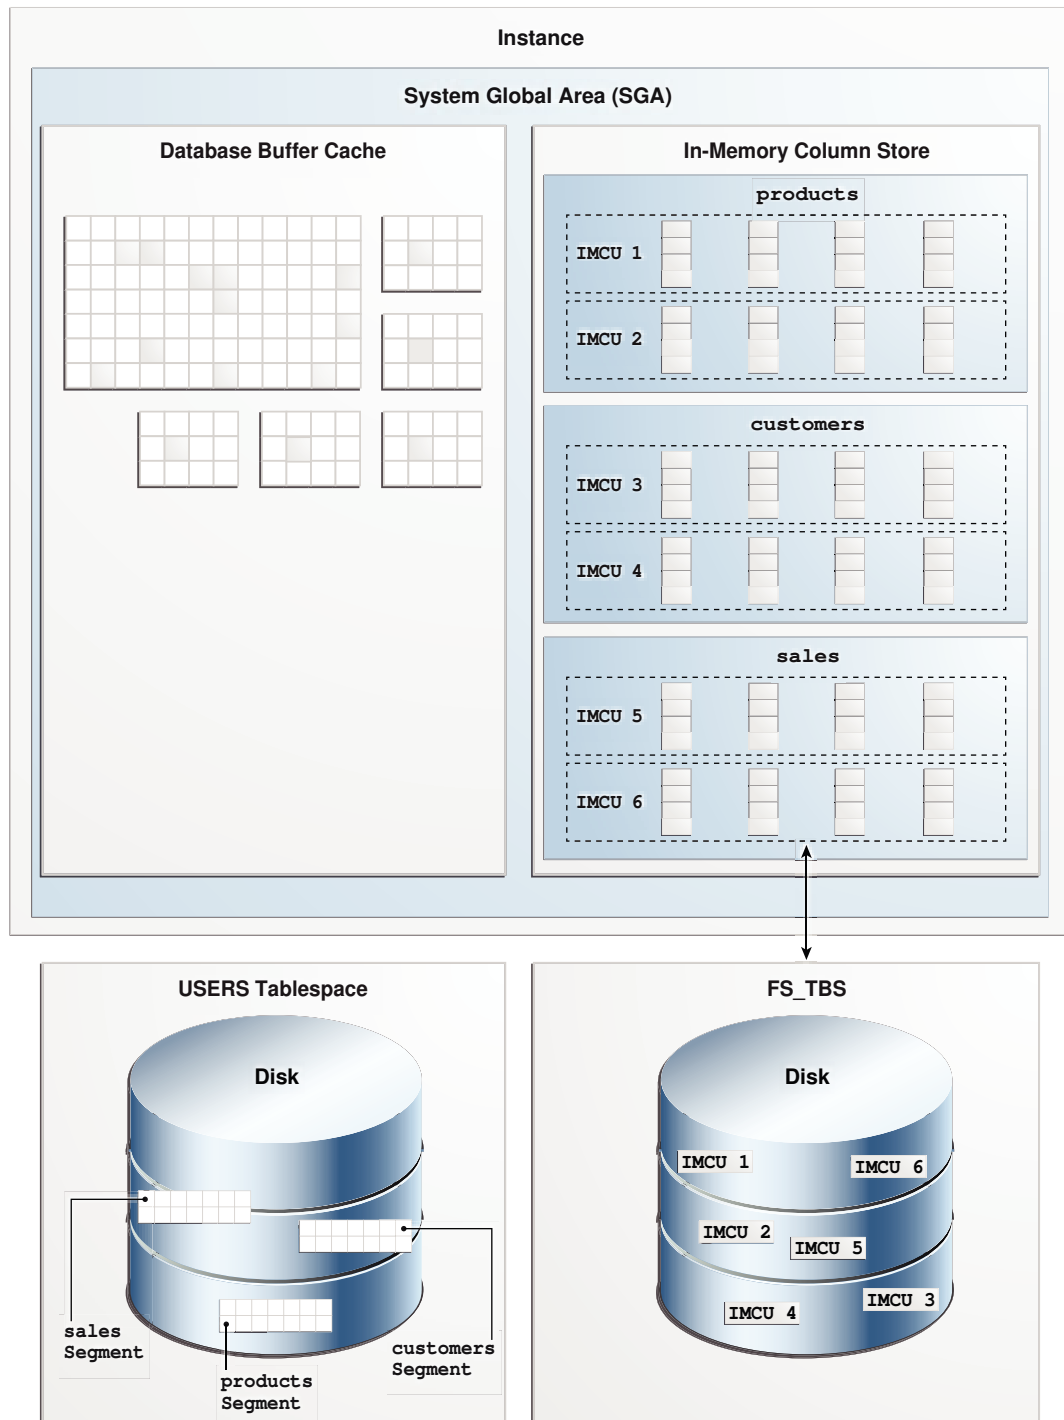 Instance
System Global Area (SGA)
Database Buffer Cache
In-Memory Column Store
products
IMCU 1
IMCU 2
customers
IMCU 3
IMCU 4
sales
IMCU 5
IMCU 6
USERS Tablespace
Disk
sales
Segment
products
Segment
customers
Segment
FS_TBS
Disk
IMCU 1
IMCU 6
IMCU 2
IMCU 5
IMCU 3
IMCU 4